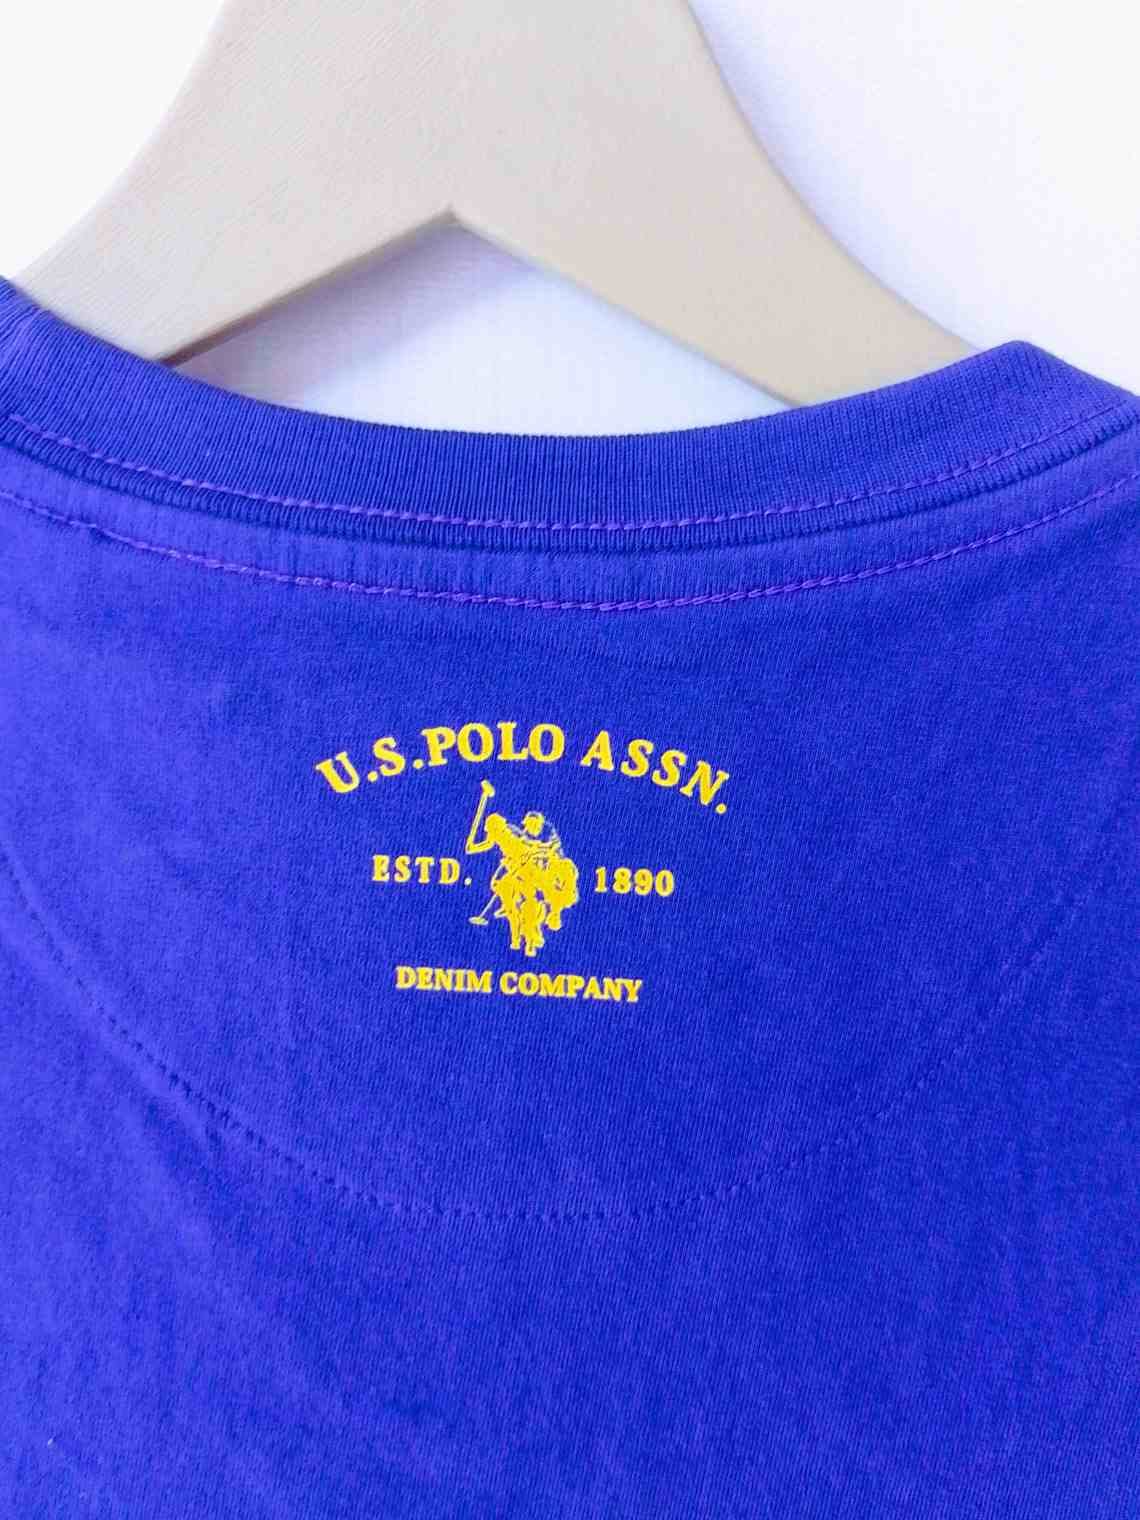 U.S.POLO ASSN.
ESTD. 1890
DENIM COMPANY